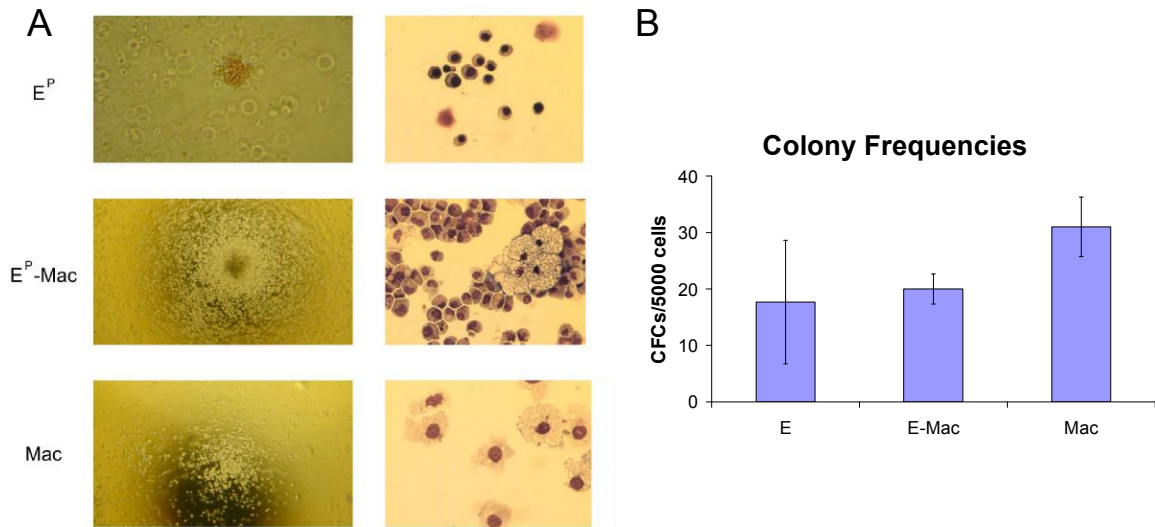 A
E^P
E^P-Mac
Mac
B
Colony Frequencies
CFCs/5000 cells
40
30
20
10
0
E
E-Mac
Mac